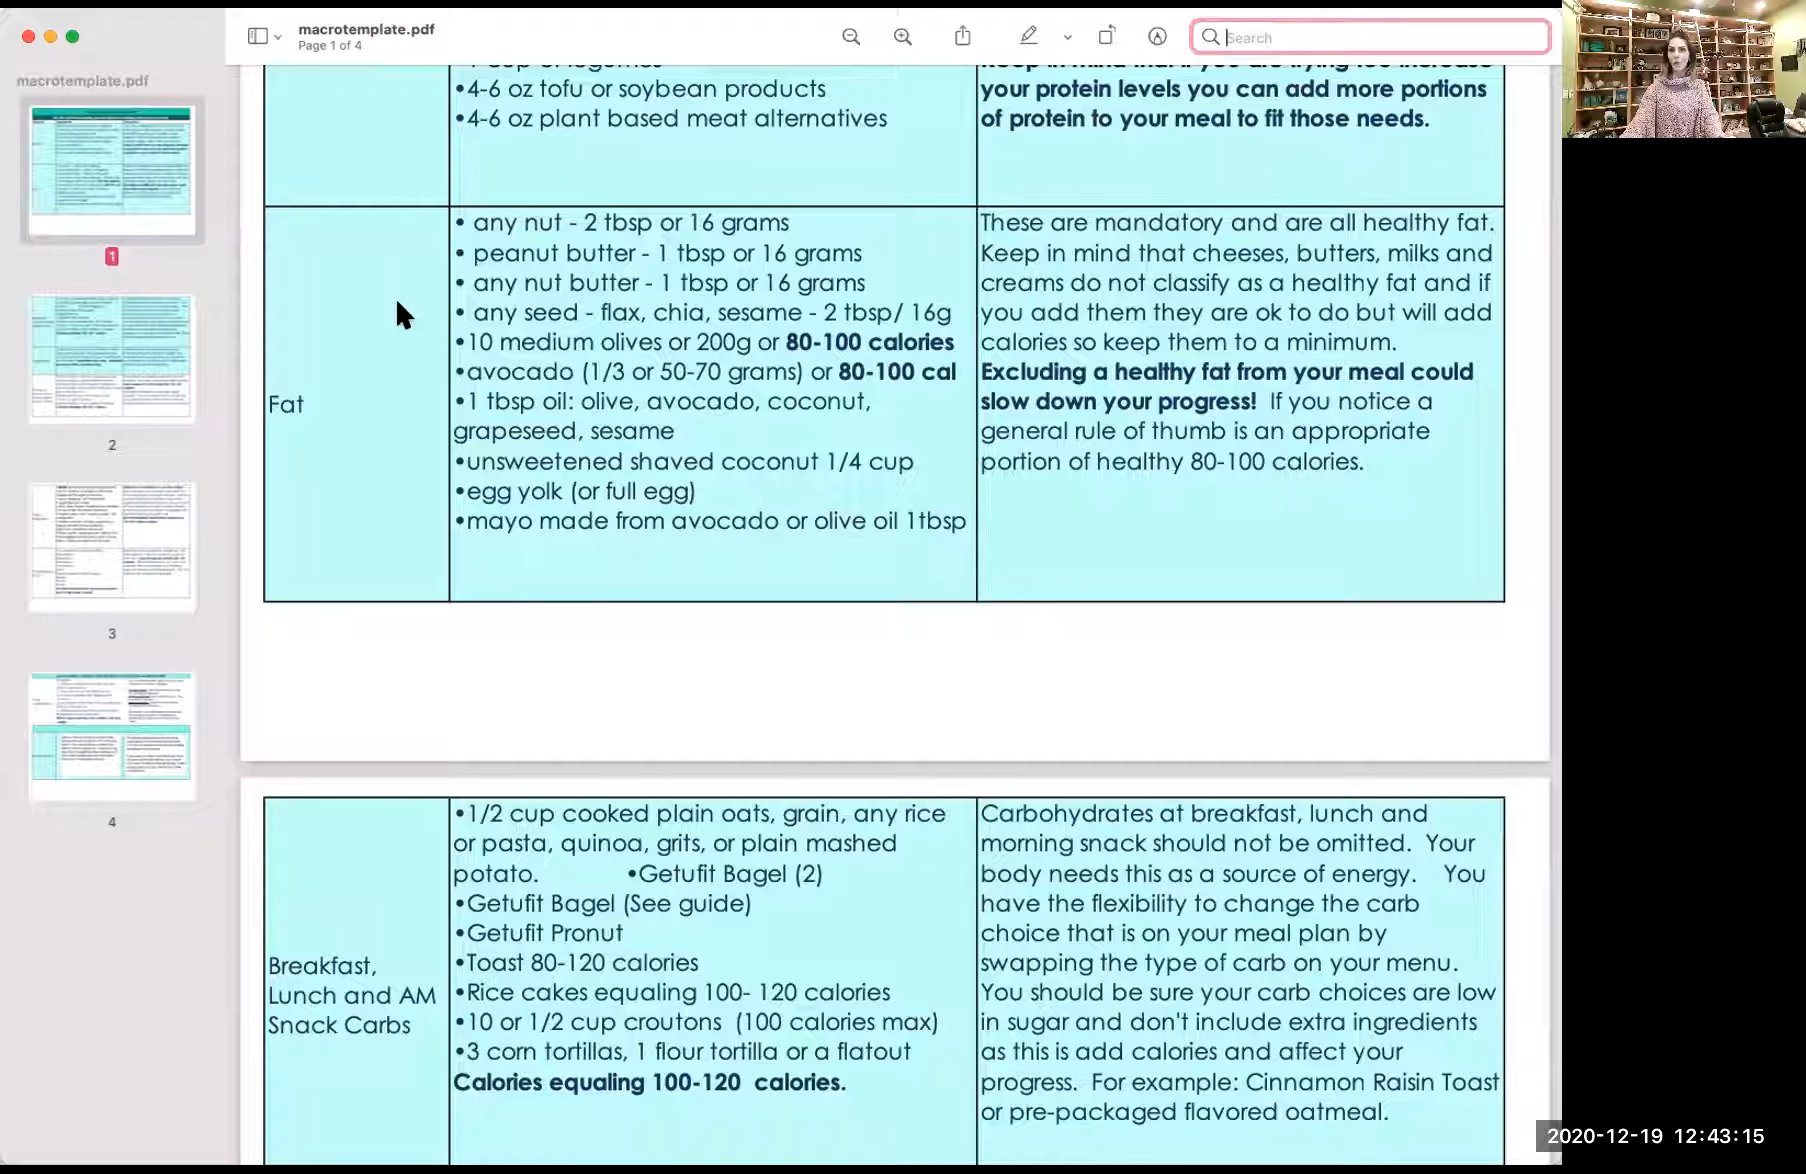 macrotemplate.pdf
Page 1 of 4
Search
macrotemplate.pdf
1
2
3
4
•4-6 oz tofu or soybean products
•4-6 oz plant based meat alternatives
your protein levels you can add more portions
of protein to your meal to fit those needs.
Fat
• any nut - 2 tbsp or 16 grams
• peanut butter - 1 tbsp or 16 grams
• any nut butter - 1 tbsp or 16 grams
• any seed - flax, chia, sesame - 2 tbsp/ 16g
•10 medium olives or 200g or 80-100 calories
•avocado (1/3 or 50-70 grams) or 80-100 cal
•1 tbsp oil: olive, avocado, coconut,
grapeseed, sesame
•unsweetened shaved coconut 1/4 cup
•egg yolk (or full egg)
•mayo made from avocado or olive oil 1tbsp
These are mandatory and are all healthy fat.
Keep in mind that cheeses, butters, milks and
creams do not classify as a healthy fat and if
you add them they are ok to do but will add
calories so keep them to a minimum.
Excluding a healthy fat from your meal could
slow down your progress! If you notice a
general rule of thumb is an appropriate
portion of healthy 80-100 calories.
Breakfast,
Lunch and AM
Snack Carbs
•1/2 cup cooked plain oats, grain, any rice
or pasta, quinoa, grits, or plain mashed
potato. •Getufit Bagel (2)
•Getufit Bagel (See guide)
•Getufit Pronut
•Toast 80-120 calories
•Rice cakes equaling 100- 120 calories
•10 or 1/2 cup croutons (100 calories max)
•3 corn tortillas, 1 flour tortilla or a flatout
Calories equaling 100-120 calories.
Carbohydrates at breakfast, lunch and
morning snack should not be omitted. Your
body needs this as a source of energy. You
have the flexibility to change the carb
choice that is on your meal plan by
swapping the type of carb on your menu.
You should be sure your carb choices are low
in sugar and don't include extra ingredients
as this is add calories and affect your
progress. For example: Cinnamon Raisin Toast
or pre-packaged flavored oatmeal.
2020-12-19 12:43:15